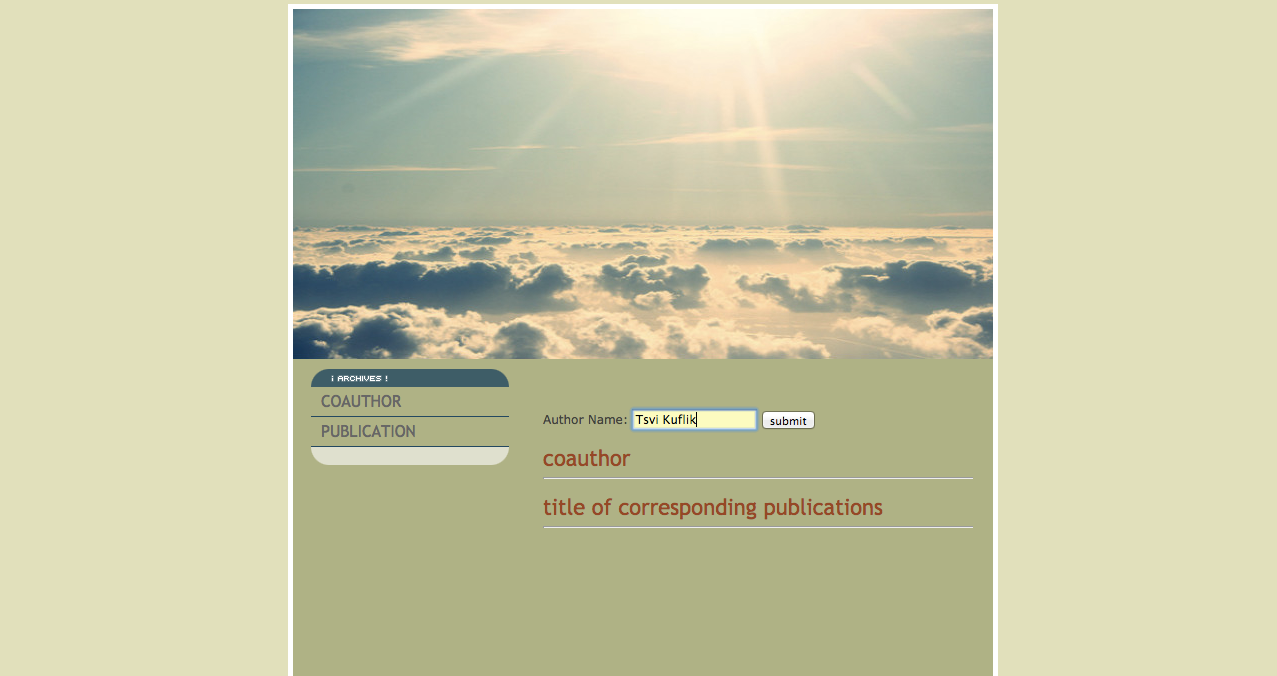 ¡ ARCHIVES !
COAUTHOR
PUBLICATION
Author Name: Tsvi Kuflik submit
coauthor
title of corresponding publications